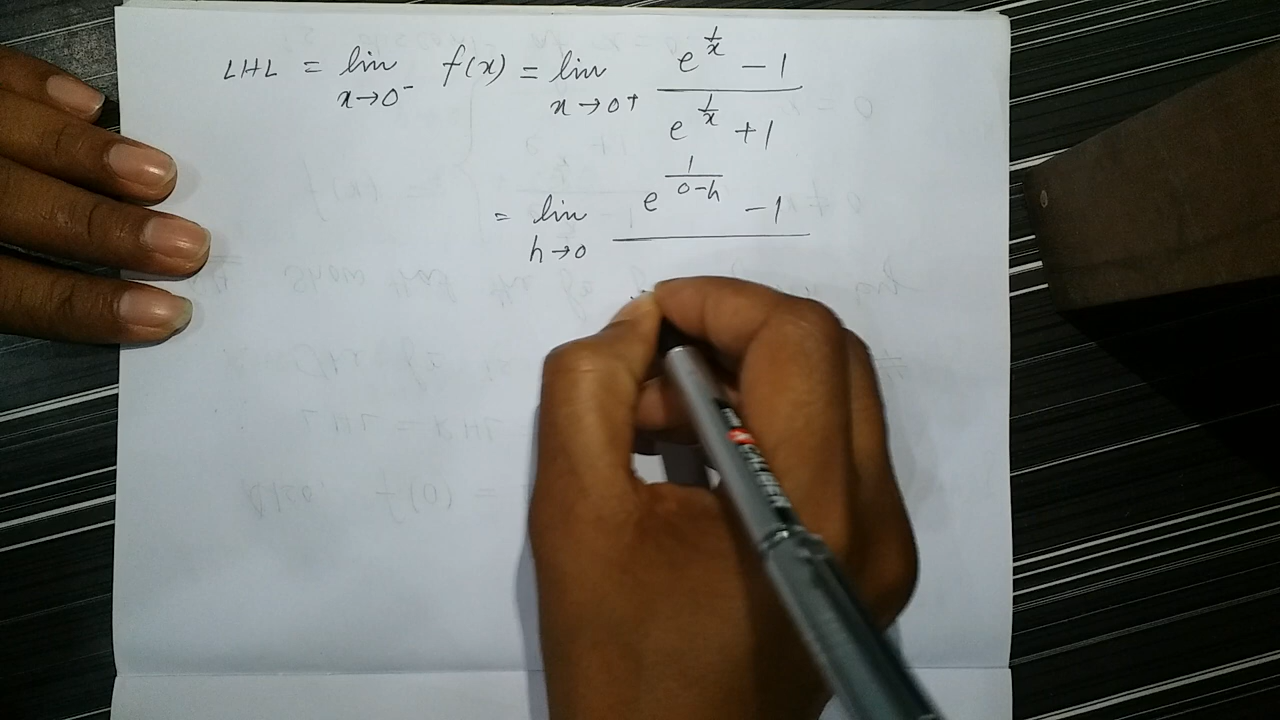 LHL = lim x→0⁻ f(x) = lim x→0+ (e^(1/x) - 1)/(e^(1/x) + 1)
= lim h→0 e^(1/(0-h)) - 1